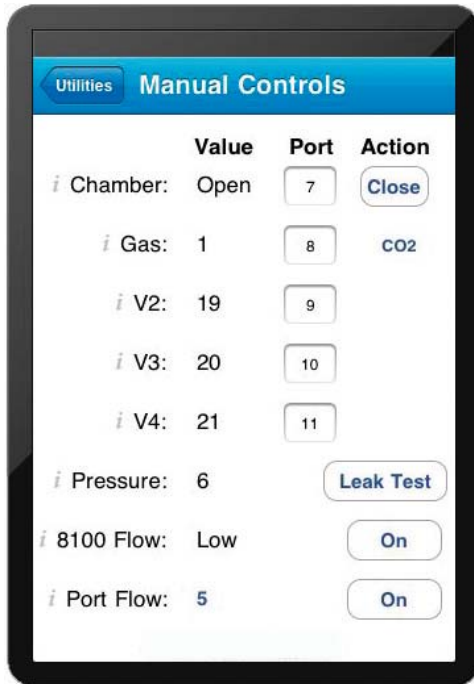 Utilities Manual Controls
Value Port Action
i Chamber: Open 7 Close
i Gas: 1 8 CO2
i V2: 19 9
i V3: 20 10
i V4: 21 11
i Pressure: 6 Leak Test
i 8100 Flow: Low On
i Port Flow: 5 On